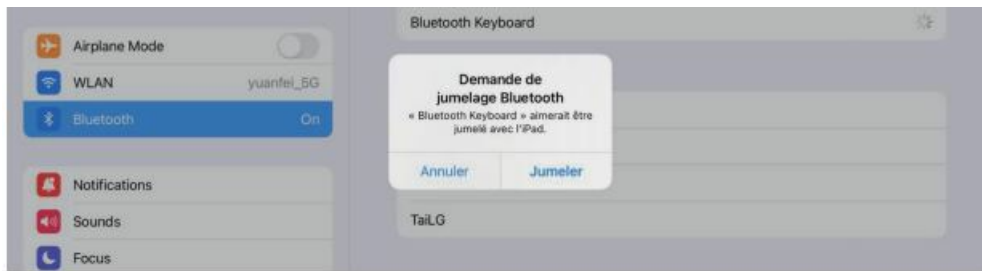 Airplane Mode
WLAN yuanfei_5G
Bluetooth On
Notifications
Sounds
Focus
Bluetooth Keyboard
Demande de
jumelage Bluetooth
« Bluetooth Keyboard » aimerait être
jumelé avec l'iPad.
Annuler Jumeler
TaiLG